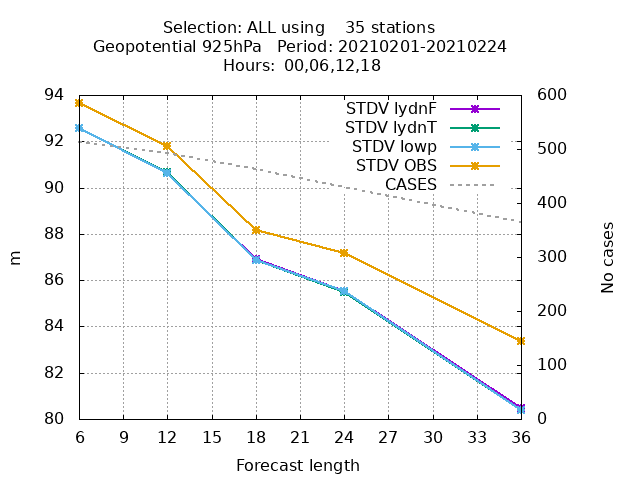 Selection: ALL using    35 stations
Geopotential 925hPa   Period: 20210201-20210224
Hours: 00,06,12,18
94
92
90
88
86
84
82
80
m
600
500
400
300
200
100
0
No cases
STDV IydnF
STDV IydnT
STDV lowp
STDV OBS
CASES
6 9 12 15 18 21 24 27 30 33 36
Forecast length